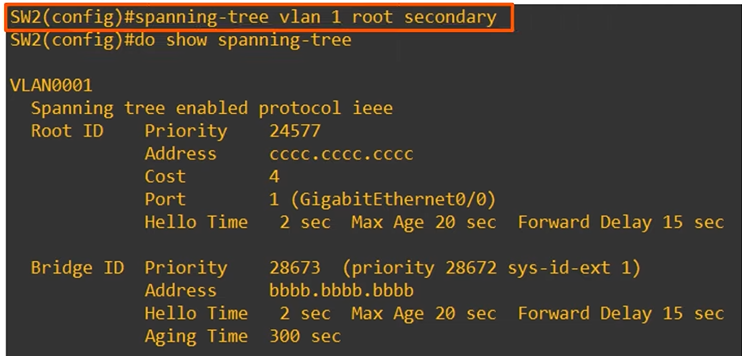 SW2(config)#spanning-tree vlan 1 root secondary
SW2(config)#do show spanning-tree
VLAN0001
Spanning tree enabled protocol ieee
Root ID Priority 24577
Address cccc.cccc.cccc
Cost 4
Port 1 (GigabitEthernet0/0)
Hello Time 2 sec Max Age 20 sec Forward Delay 15 sec
Bridge ID Priority 28673 (priority 28672 sys-id-ext 1)
Address bbbb.bbbb.bbbb
Hello Time 2 sec Max Age 20 sec Forward Delay 15 sec
Aging Time 300 sec